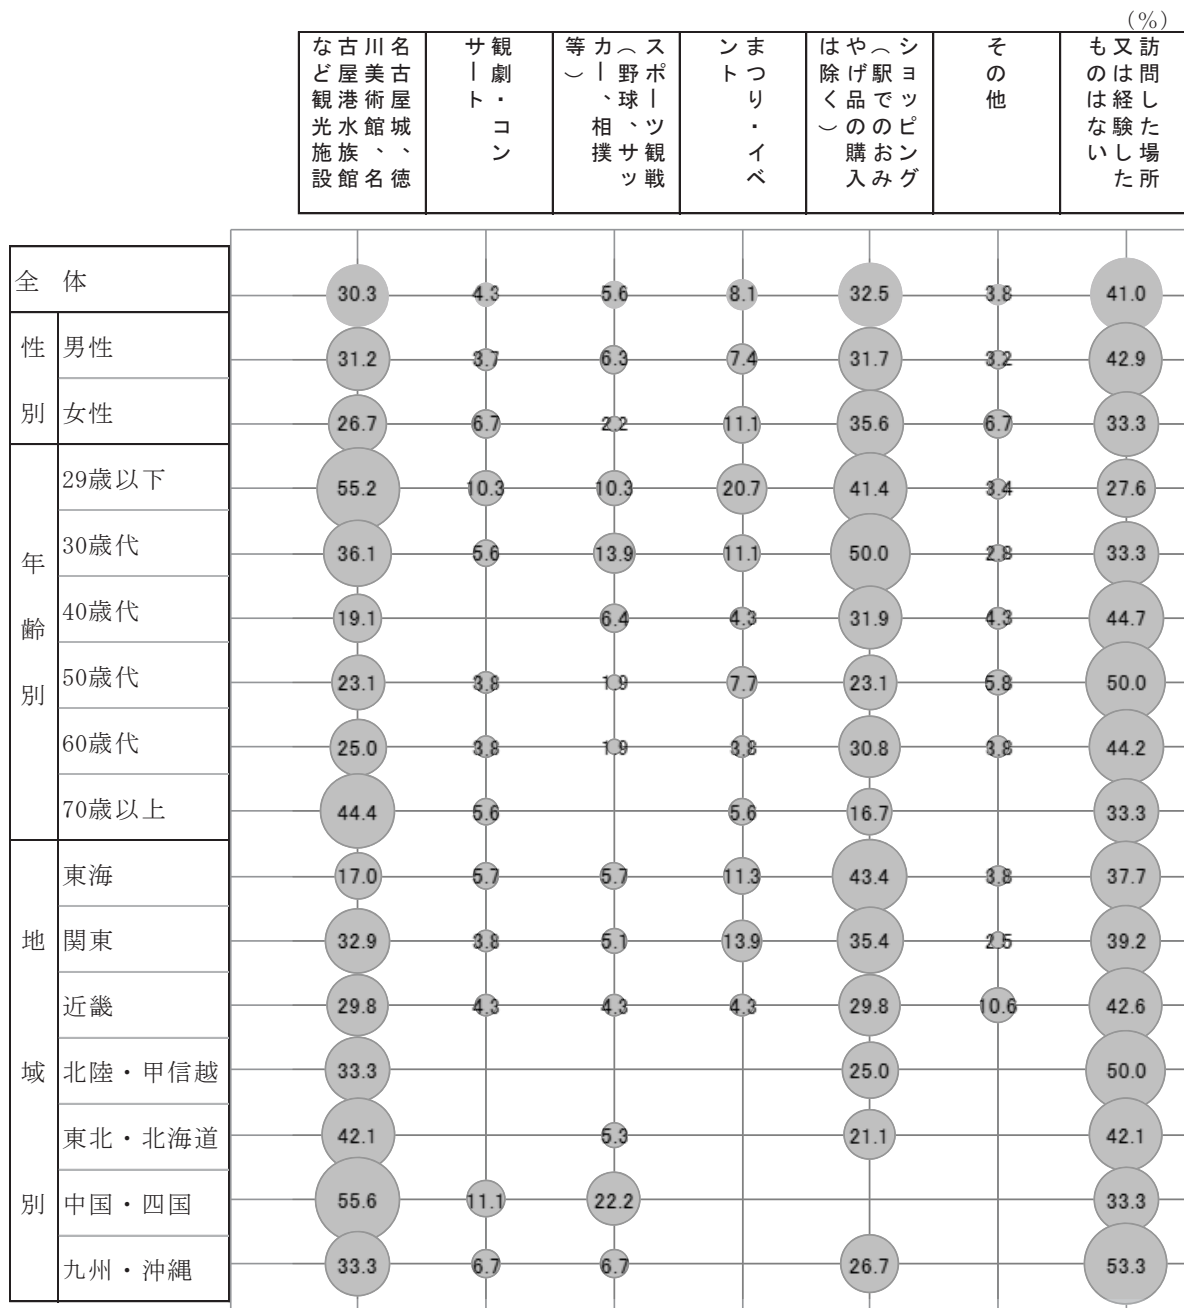 (%)
名古屋城、徳
川美術館、名
古屋港水族館
など観光施設
観劇・コン
サート
スポーツ観戦
（野球、サッ
カー、相撲
等）
まつり・イベ
ント
ショッピング
（駅でのおみ
やげ品の購入
は除く）
その他
訪問した場所
又は経験した
ものはない
全 体 30.3 4.3 5.6 8.1 32.5 3.8 41.0
性別
男性 31.2 3.7 6.3 7.4 31.7 3.2 42.9
女性 26.7 6.7 2.2 11.1 35.6 6.7 33.3
年齢別
29歳以下 55.2 10.3 10.3 20.7 41.4 3.4 27.6
30歳代 36.1 5.6 13.9 11.1 50.0 2.8 33.3
40歳代 19.1 6.4 4.3 31.9 4.3 44.7
50歳代 23.1 3.8 1.9 7.7 23.1 5.8 50.0
60歳代 25.0 3.8 1.9 3.8 30.8 3.8 44.2
70歳以上 44.4 5.6 5.6 16.7 33.3
地域別
東海 17.0 5.7 5.7 11.3 43.4 3.8 37.7
関東 32.9 3.8 5.1 13.9 35.4 2.5 39.2
近畿 29.8 4.3 4.3 4.3 29.8 10.6 42.6
北陸・甲信越 33.3 25.0 50.0
東北・北海道 42.1 5.3 21.1 42.1
中国・四国 55.6 11.1 22.2 33.3
九州・沖縄 33.3 6.7 6.7 26.7 53.3